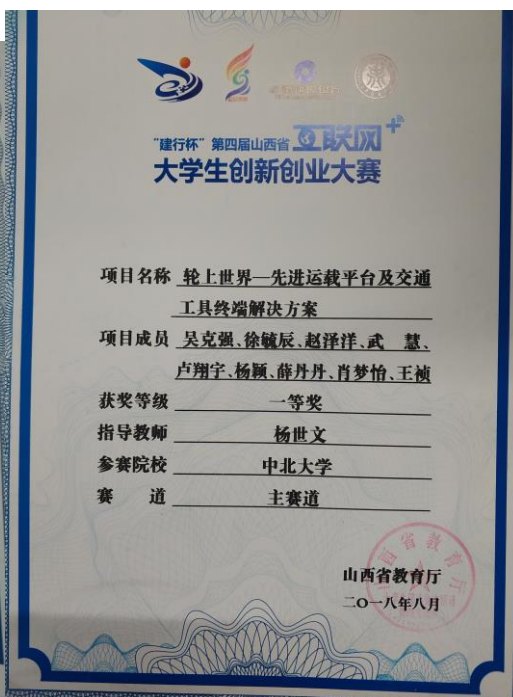 "建行杯"第四届山西省互联网+
大学生创新创业大赛
项目名称 轮上世界—先进运载平台及交通
工具终端解决方案
项目成员 吴克强、徐毓辰、赵泽洋、武 慧、
卢翔宇、杨颖、薛丹丹、肖梦怡、王祯
获奖等级 一等奖
指导教师 杨世文
参赛院校 中北大学
赛 道 主赛道
山西省教育厅
二〇一八年八月